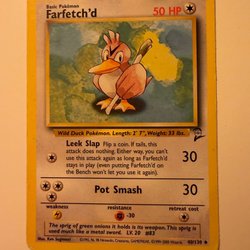 Basic Pokémon
Farfetch'd
50 HP
Wild Duck Pokémon. Length: 2' 7", Weight: 33 lbs.
Leek Slap Flip a coin. If tails, this
attack does nothing. Either way, you can't
use this attack again as long as Farfetch'd
stays in play (even putting Farfetch'd on
the Bench won't let you use it again).
30
Pot Smash
30
weakness
resistance
retreat cost
-30
The sprig of green onions it holds is its weapon. This
sprig is used much like a metal sword. LV. 20 #83